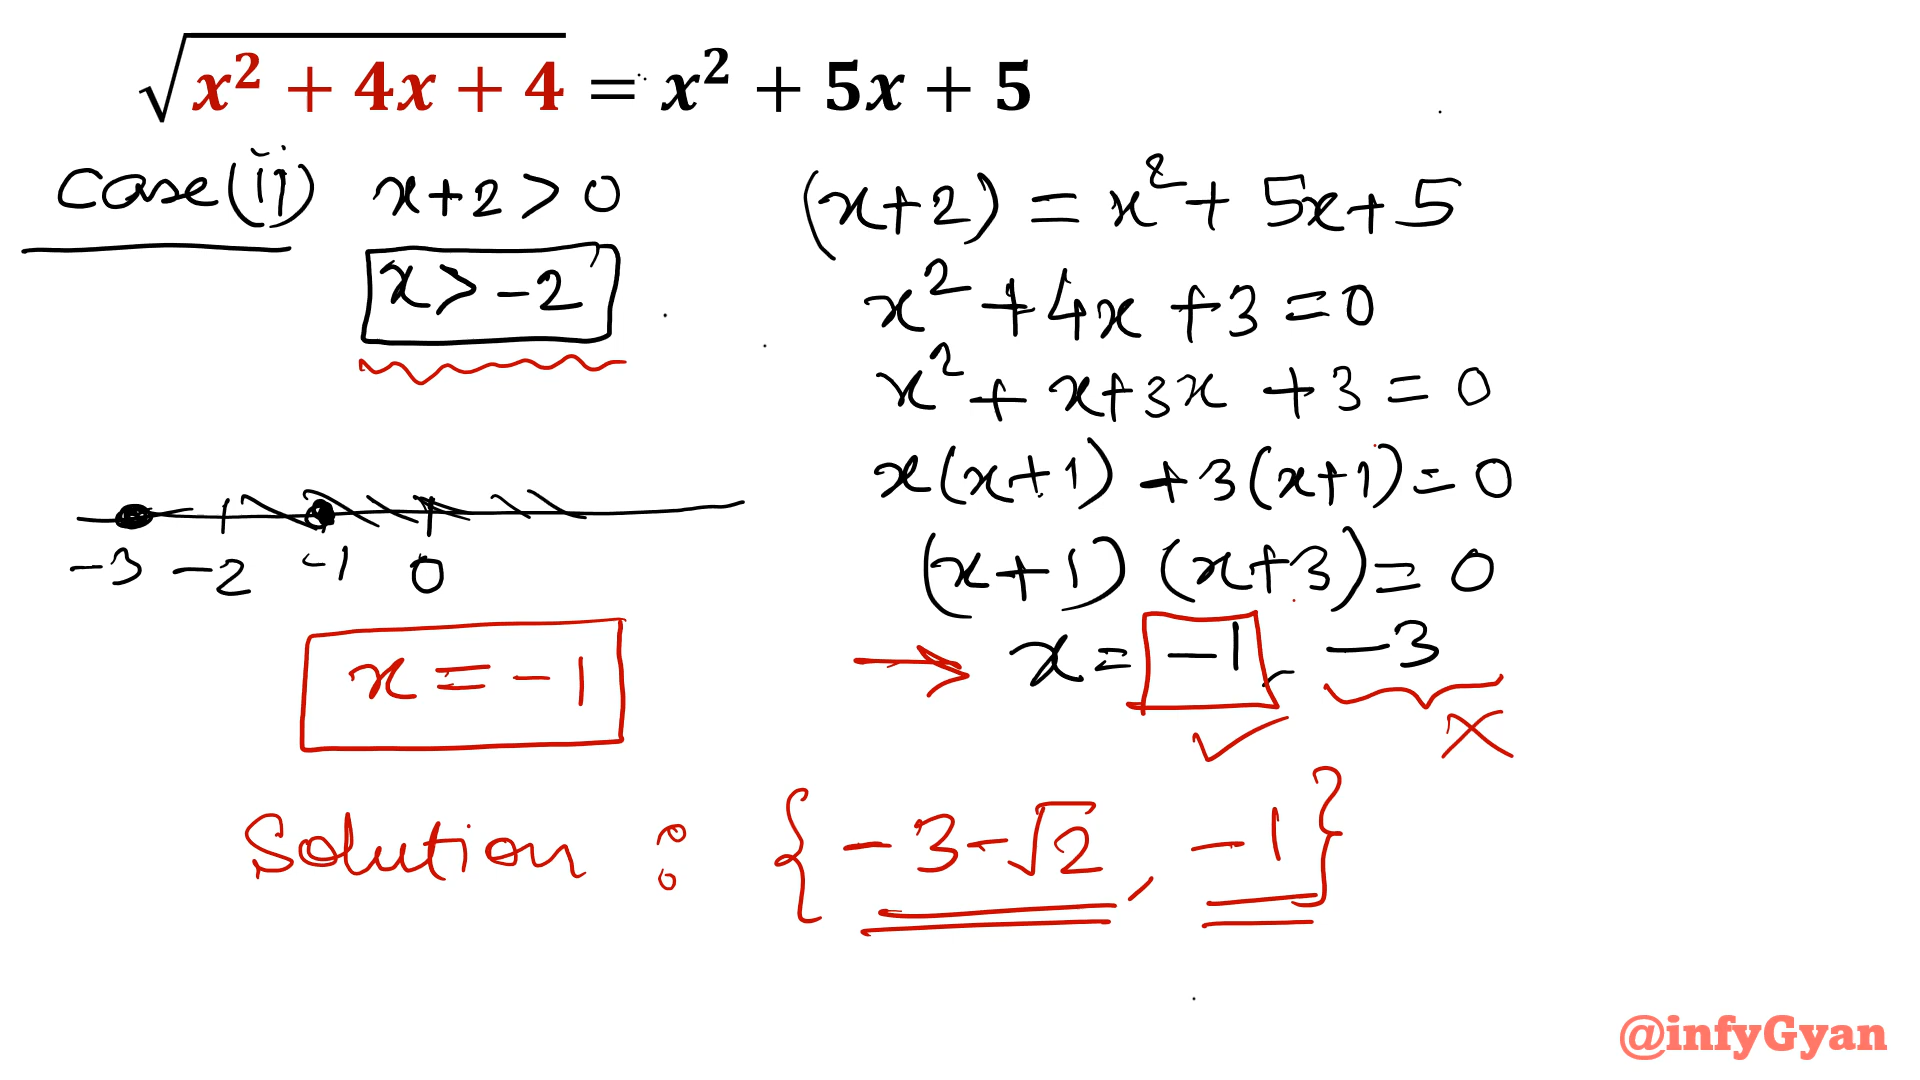 √(x² + 4x + 4) = x² + 5x + 5
Case(ii) x+2 > 0
x > -2
(x+2) = x² + 5x + 5
x² + 4x + 3 = 0
x² + x + 3x + 3 = 0
x(x+1) + 3(x+1) = 0
(x+1) (x+3) = 0
x = -1, -3
-3 -2 -1 0
x = -1
Solution : {-3-√2, -1}
@infyGyan